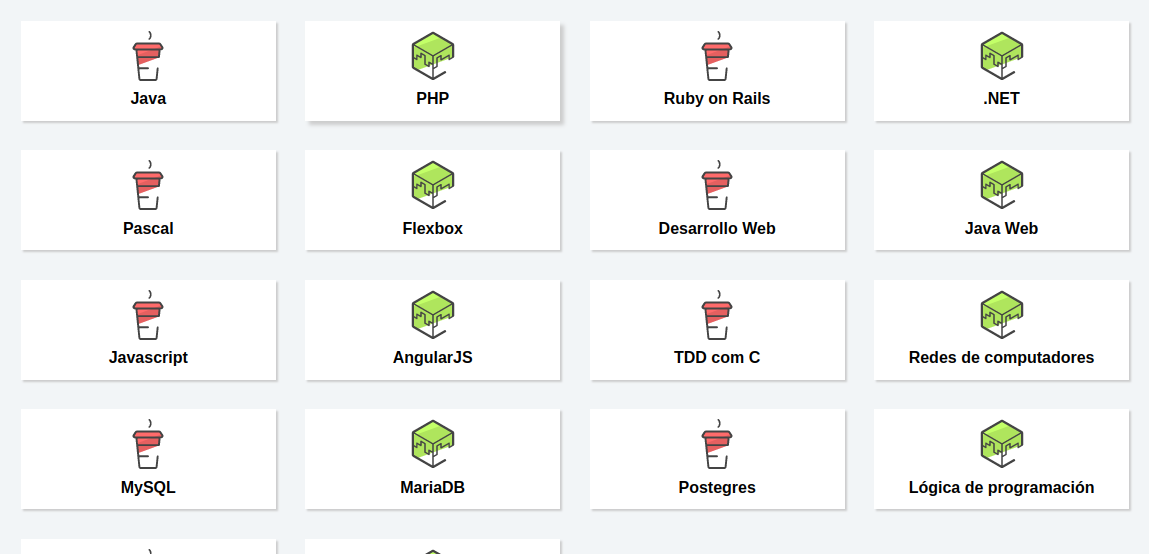 Java
PHP
Ruby on Rails
.NET
Pascal
Flexbox
Desarrollo Web
Java Web
Javascript
AngularJS
TDD com C
Redes de computadores
MySQL
MariaDB
Postegres
Lógica de programación